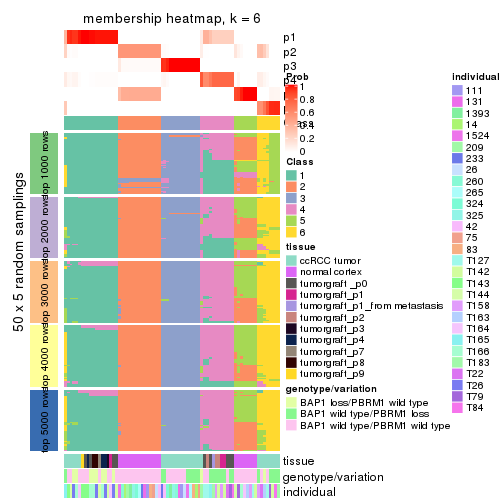 membership heatmap, k = 6
p1
p2
p3
p4
50 x 5 random samplings
top 1000 rows
top 2000 rows
top 3000 rows
top 4000 rows
top 5000 rows
Prob
1
0.8
0.6
0.4
0.2
0
Class
1
2
3
4
5
6
tissue
ccRCC tumor
normal cortex
tumorgraft_p0
tumorgraft_p1
tumorgraft_p1_from metastasis
tumorgraft_p2
tumorgraft_p3
tumorgraft_p4
tumorgraft_p7
tumorgraft_p8
tumorgraft_p9
genotype/variation
BAP1 loss/PBRM1 wild type
BAP1 wild type/PBRM1 loss
BAP1 wild type/PBRM1 wild type
individual
111
131
1393
14
1524
209
233
26
260
265
324
325
42
75
83
T127
T142
T143
T144
T158
T163
T164
T165
T166
T183
T22
T26
T79
T84
tissue
genotype/variation
individual